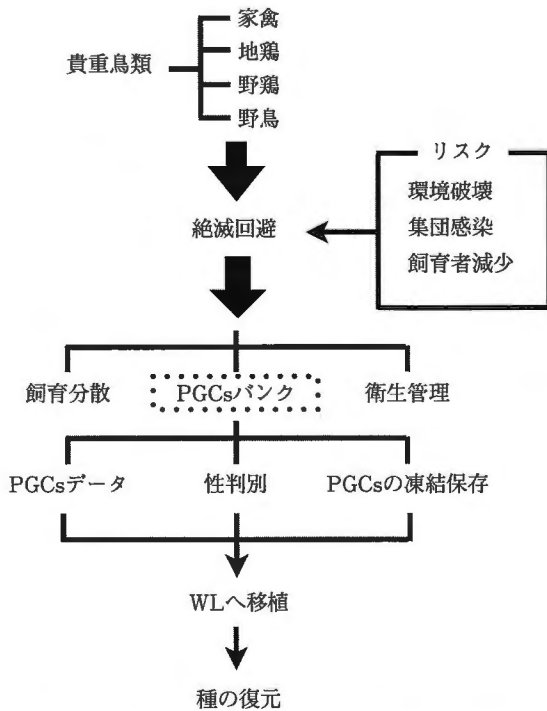 家禽
地鶏
貴重鳥類
野鶏
野鳥
リスク
環境破壊
絶滅回避
集団感染
飼育者減少
飼育分散 PGCsバンク 衛生管理
PGCsデータ 性判別 PGCsの凍結保存
WLへ移植
種の復元